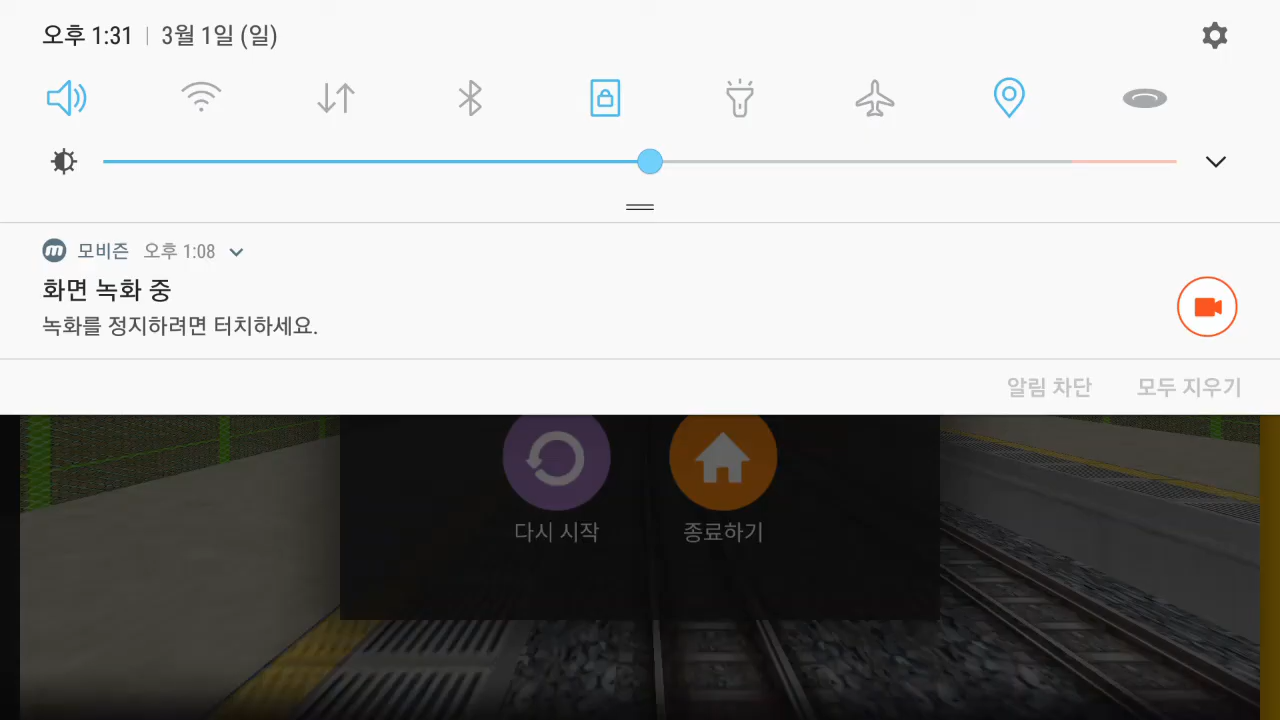 오후 1:31 | 3월 1일 (일)
모비즌 오후 1:08
화면 녹화 중
녹화를 정지하려면 터치하세요.
알림 차단 모두 지우기
다시 시작 종료하기